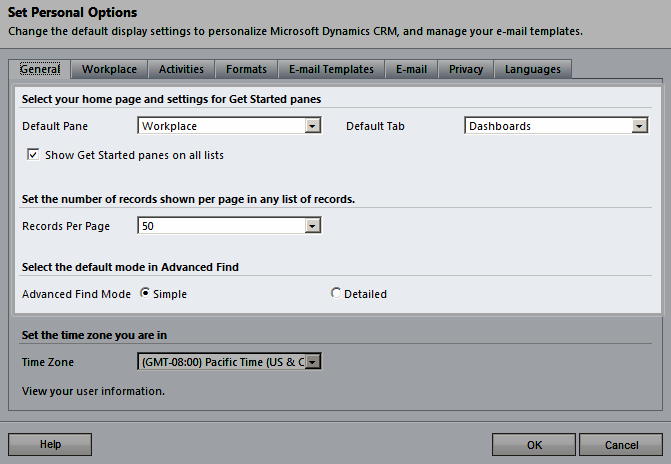 Set Personal Options
Change the default display settings to personalize Microsoft Dynamics CRM, and manage your e-mail templates.
General Workplace Activities Formats E-mail Templates E-mail Privacy Languages
Select your home page and settings for Get Started panes
Default Pane Workplace Default Tab Dashboards
Show Get Started panes on all lists
Set the number of records shown per page in any list of records.
Records Per Page 50
Select the default mode in Advanced Find
Advanced Find Mode Simple Detailed
Set the time zone you are in
Time Zone (GMT-08:00) Pacific Time (US & C
View your user information.
Help OK Cancel